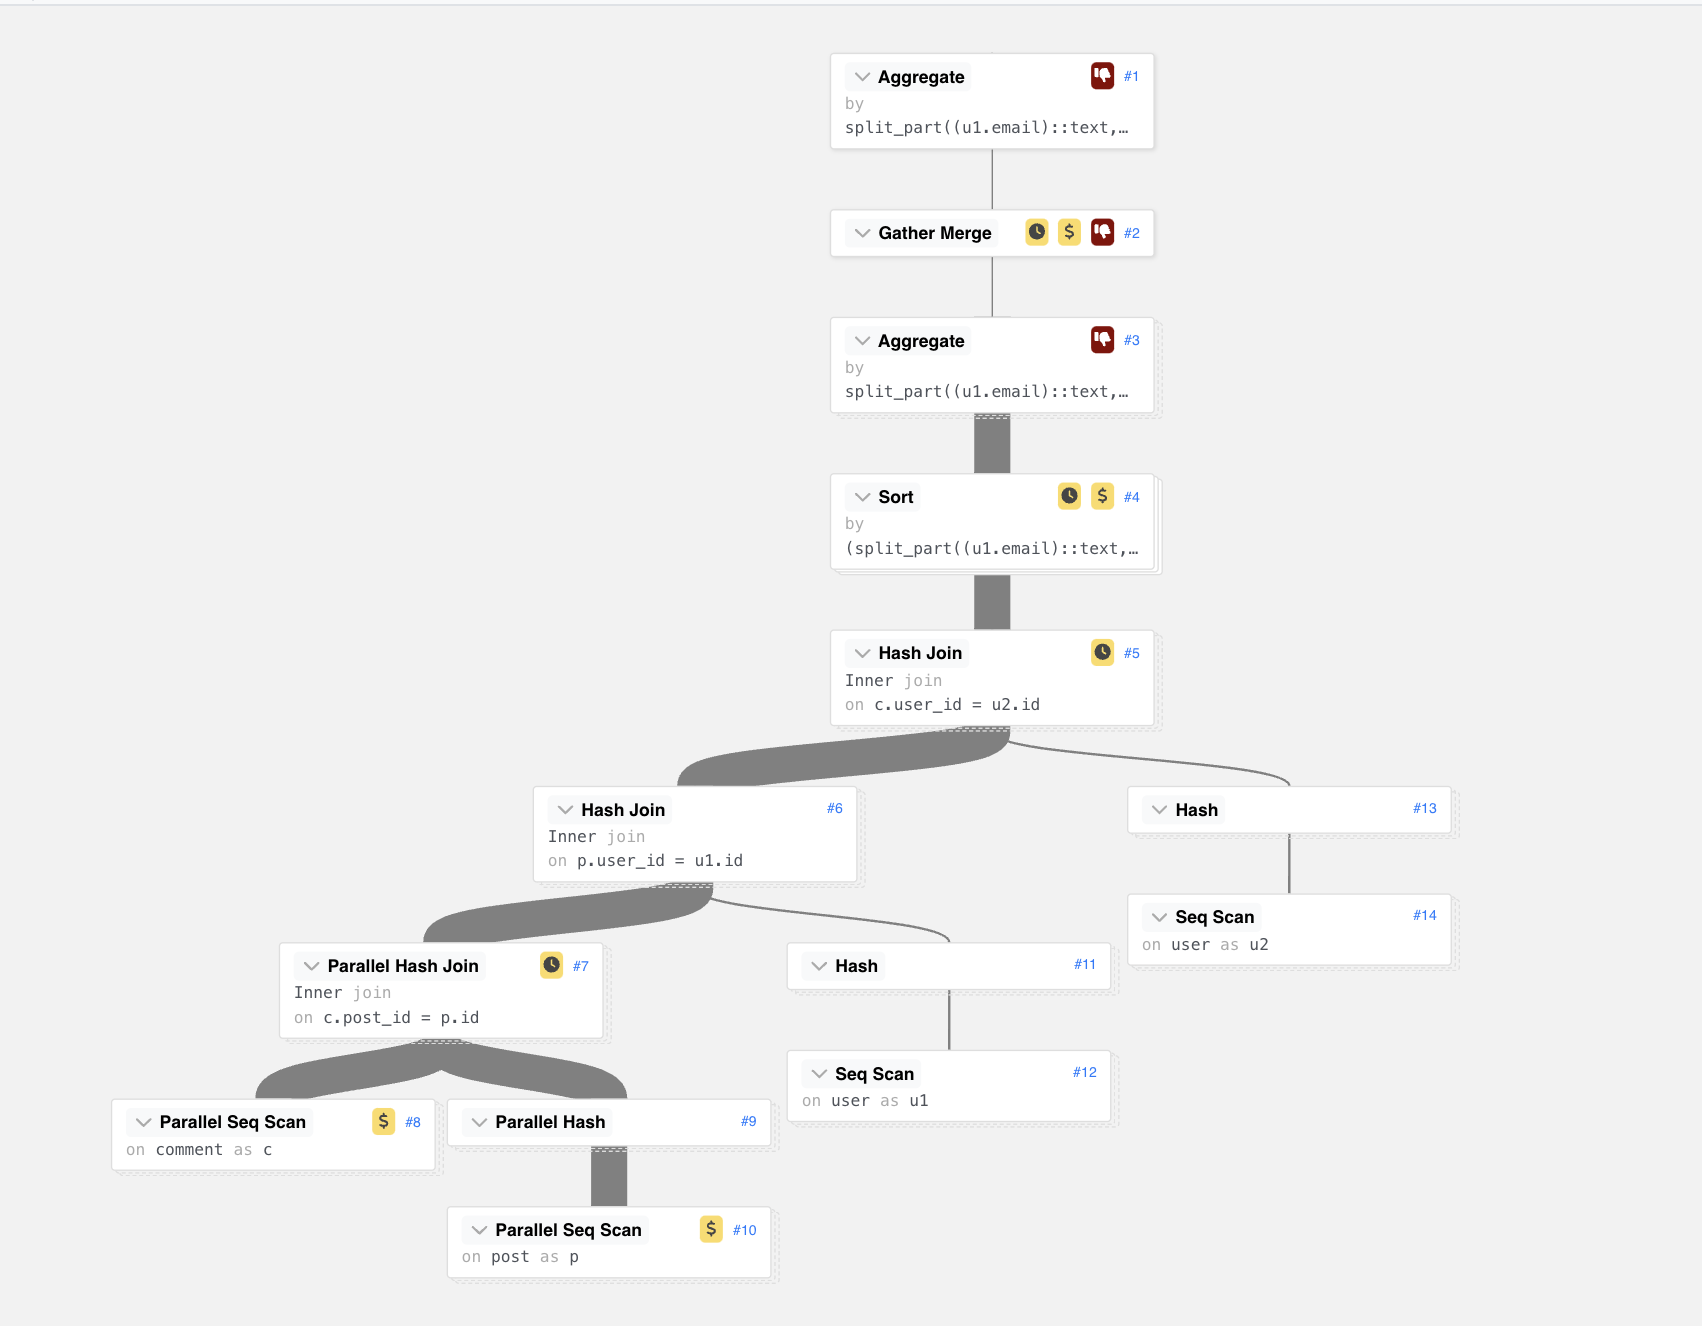 Aggregate #1
by
split_part((u1.email)::text,…
Gather Merge $ #2
Aggregate #3
by
split_part((u1.email)::text,…
Sort $ #4
by
(split_part((u1.email)::text,…
Hash Join #5
Inner join
on c.user_id = u2.id
Hash Join #6
Inner join
on p.user_id = u1.id
Hash #13
Seq Scan #14
on user as u2
Parallel Hash Join #7
Inner join
on c.post_id = p.id
Hash #11
Seq Scan #12
on user as u1
Parallel Seq Scan $ #8
on comment as c
Parallel Hash #9
Parallel Seq Scan $ #10
on post as p